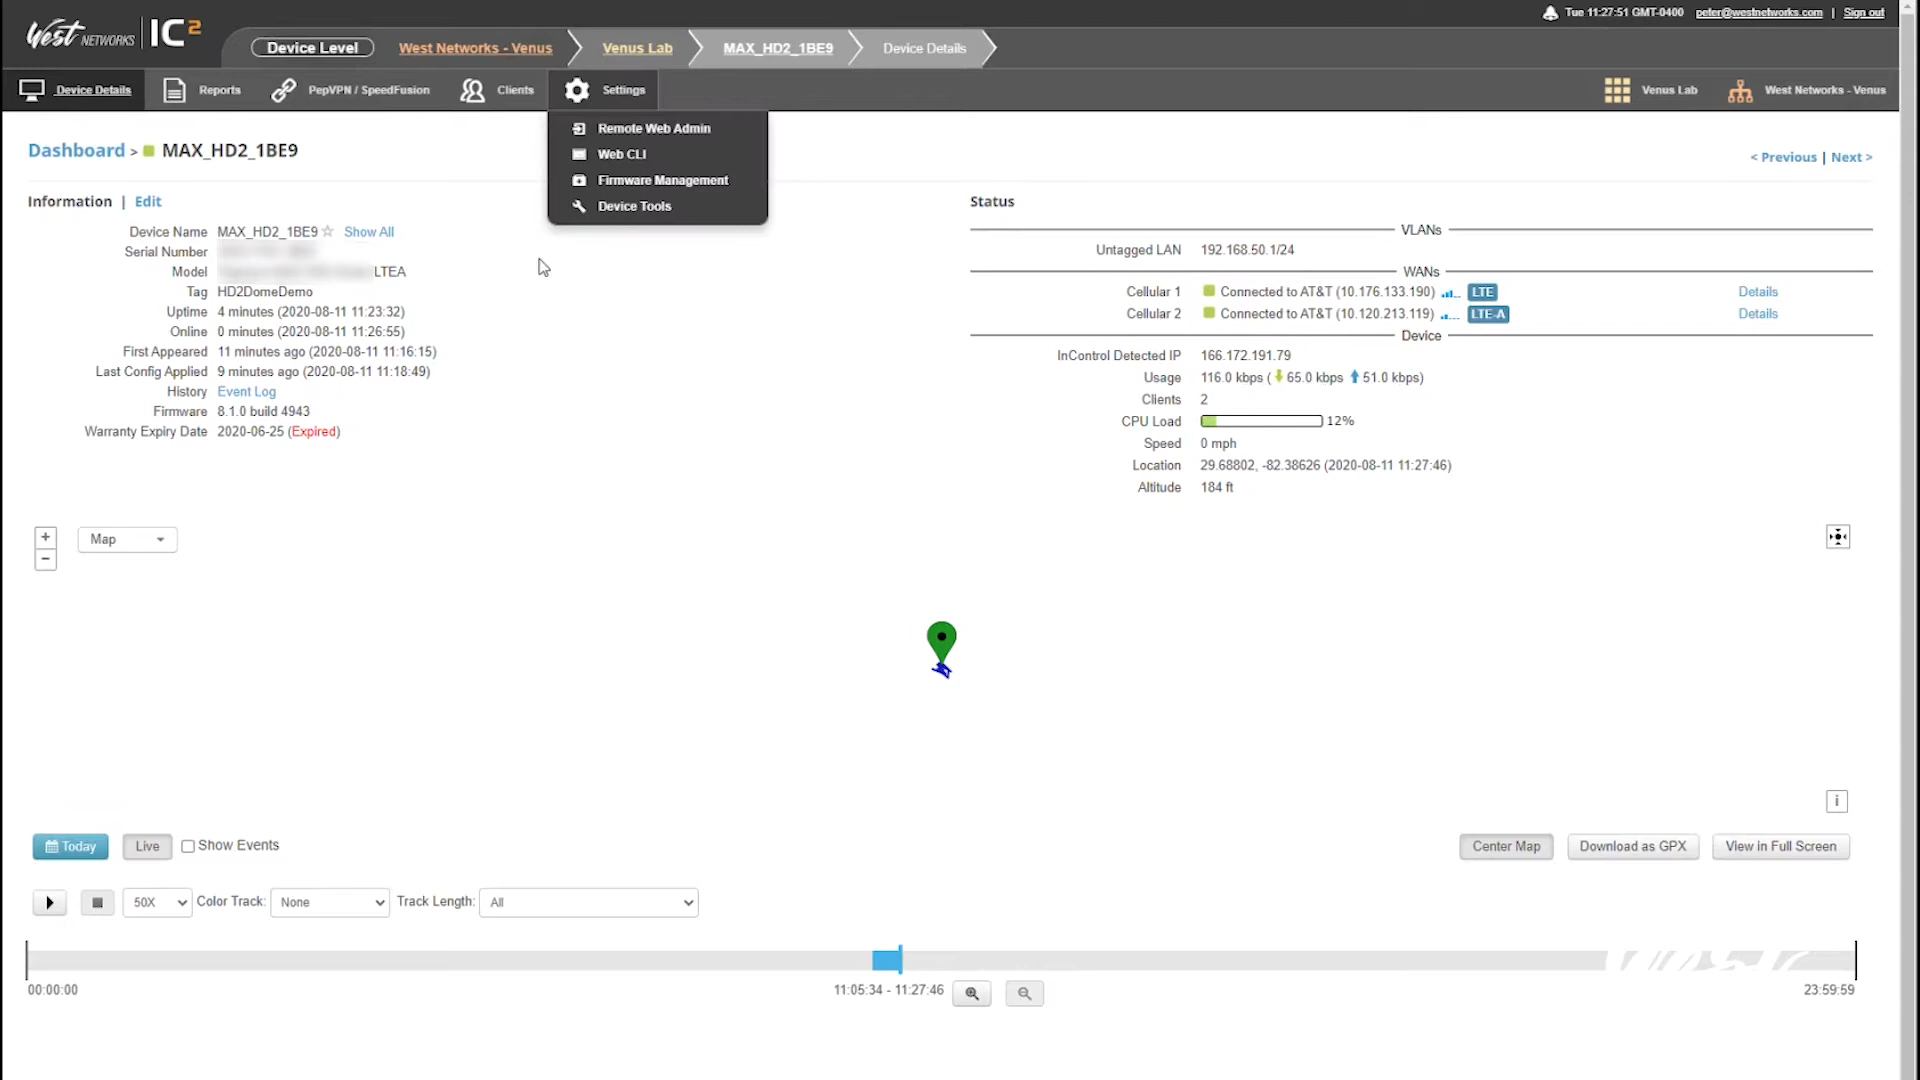 West NETWORKS | IC2
Tue 11:27:51 GMT-0400 peter@westnetworks.com | Sign out
Device Level West Networks - Venus Venus Lab MAX_HD2_1BE9 Device Details
Device Details Reports PepVPN / SpeedFusion Clients Settings Venus Lab West Networks - Venus
Remote Web Admin
Web CLI
Firmware Management
Device Tools
Dashboard > MAX_HD2_1BE9
< Previous | Next >
Information | Edit
Device Name MAX_HD2_1BE9 Show All
Serial Number
Model LTEA
Tag HD2DomeDemo
Uptime 4 minutes (2020-08-11 11:23:32)
Online 0 minutes (2020-08-11 11:26:55)
First Appeared 11 minutes ago (2020-08-11 11:16:15)
Last Config Applied 9 minutes ago (2020-08-11 11:18:49)
History Event Log
Firmware 8.1.0 build 4943
Warranty Expiry Date 2020-06-25 (Expired)
Status
VLANs
Untagged LAN 192.168.50.1/24
WANs
Cellular 1 Connected to AT&T (10.176.133.190) LTE Details
Cellular 2 Connected to AT&T (10.120.213.119) LTE-A Details
Device
InControl Detected IP 166.172.191.79
Usage 116.0 kbps ( 65.0 kbps 51.0 kbps)
Clients 2
CPU Load 12%
Speed 0 mph
Location 29.68802, -82.38626 (2020-08-11 11:27:46)
Altitude 184 ft
+
−
Map
i
Today Live Show Events
Center Map Download as GPX View in Full Screen
50X Color Track: None Track Length: All
00:00:00 11:05:34 - 11:27:46 23:59:59